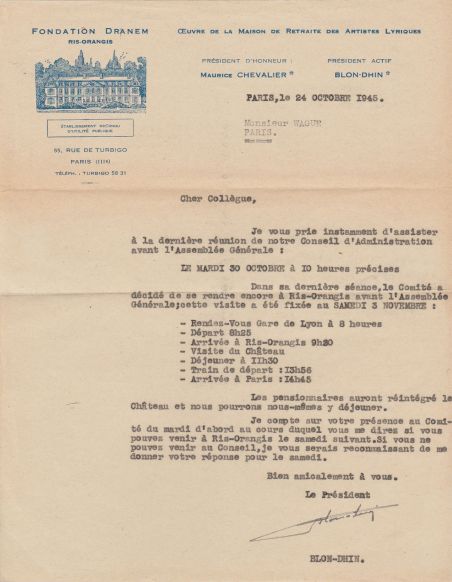 FONDATION DRANEM
RIS-ORANGIS
ŒUVRE DE LA MAISON DE RETRAITE DES ARTISTES LYRIQUES
PRÉSIDENT D'HONNEUR :
MAURICE CHEVALIER
PRÉSIDENT ACTIF
BLON-DHIN
ÉTABLISSEMENT RECONNU
D'UTILITÉ PUBLIQUE
RUE DE TURBIGO
PARIS (IIIe)
TÉLÉPH. : TURBIGO 58 31
PARIS, le 24 OCTOBRE 1945.
Monsieur
PARIS.
Cher Collègue,
Je vous prie instamment d'assister
à la dernière réunion de notre Conseil d'Administration
avant l'Assemblée Générale :
LE MARDI 30 OCTOBRE à 10 heures précises
Dans sa dernière séance,le Comité a
décidé de se rendre encore à Ris-Orangis avant l'Assemblée
Générale;cette visite a été fixée au SAMEDI 3 NOVEMBRE :
- Rendez-Vous Gare de Lyon à 8 heures
- Départ 8h25
- Arrivée à Ris-Orangis 9h20
- Visite du Château
- Déjeuner à 11h30
- Train de départ :13h56
- Arrivée à Paris :14h45
Les pensionnaires auront réintégré le
Château et nous pourrons nous-mêmes y déjeuner.
Je compte sur votre présence au Comi-
té du mardi d'abord au cours duquel vous me direz si vous
pouvez venir à Ris-Orangis le samedi suivant.Si vous ne
pouvez venir au Conseil,je vous serais reconnaissant de me
donner votre réponse pour le samedi.
Bien amicalement à vous.
Le Président
BLON-DHIN.